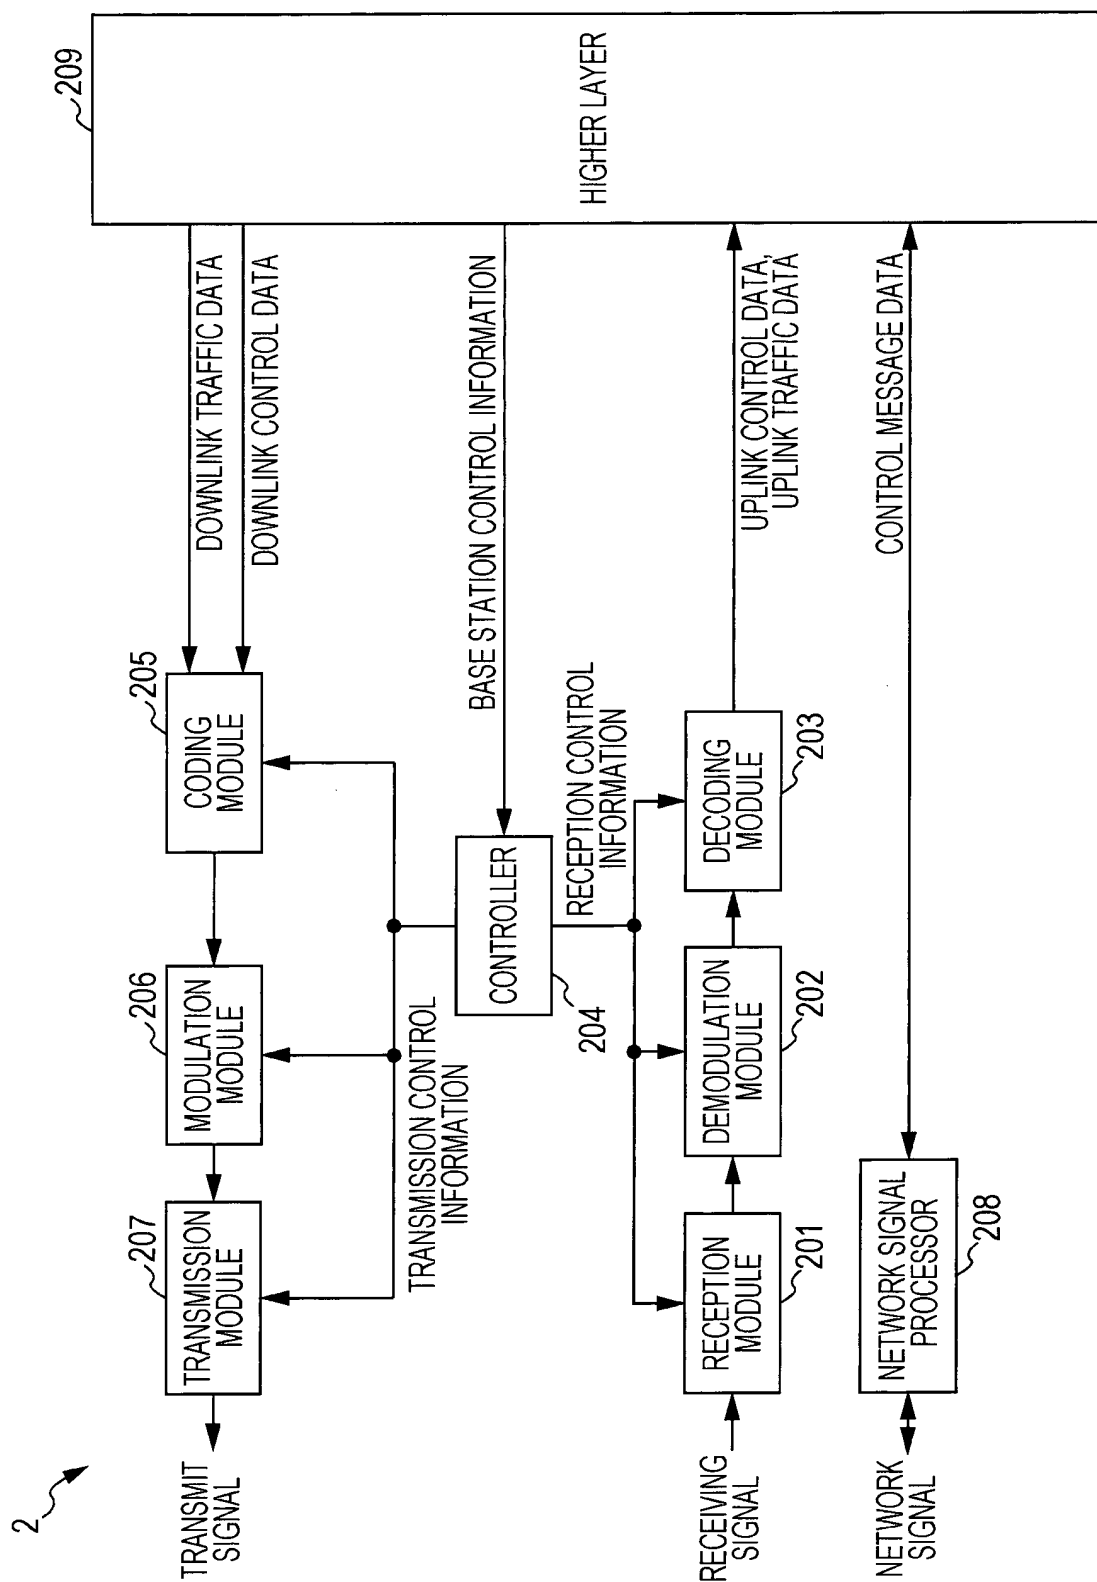 2
TRANSMIT
SIGNAL
207
TRANSMISSION
MODULE
206
MODULATION
MODULE
205
CODING
MODULE
DOWNLINK TRAFFIC DATA
DOWNLINK CONTROL DATA
209
HIGHER LAYER
TRANSMISSION CONTROL
INFORMATION
CONTROLLER
204
BASE STATION CONTROL INFORMATION
RECEPTION CONTROL
INFORMATION
RECEIVING
SIGNAL
RECEPTION
MODULE
201
DEMODULATION
MODULE
202
DECODING
MODULE
203
UPLINK CONTROL DATA,
UPLINK TRAFFIC DATA
NETWORK
SIGNAL
NETWORK SIGNAL
PROCESSOR
208
CONTROL MESSAGE DATA